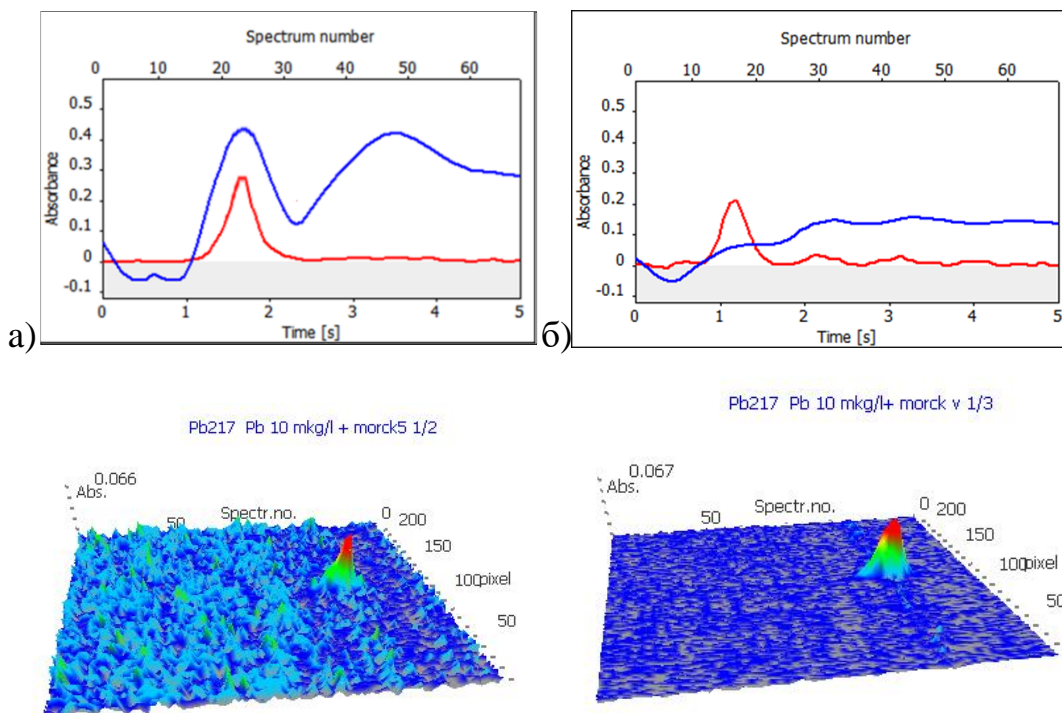 Spectrum number
0 10 20 30 40 50 60
0.5
0.4
0.3
0.2
0.1
0
-0.1
Absorbance
0 1 2 3 4 5
Time [s]
а)
Spectrum number
0 10 20 30 40 50 60
0.5
0.4
0.3
0.2
0.1
0
-0.1
Absorbance
0 1 2 3 4 5
Time [s]
б)
Pb217 Pb 10 mkg/l + morck5 1/2
0.066
Abs.
50
Spectr.no.
0
200
150
100
pixel
50
Pb217 Pb 10 mkg/l+ morck v 1/3
0.067
Abs.
50
Spectr.no.
0
200
150
100
pixel
50